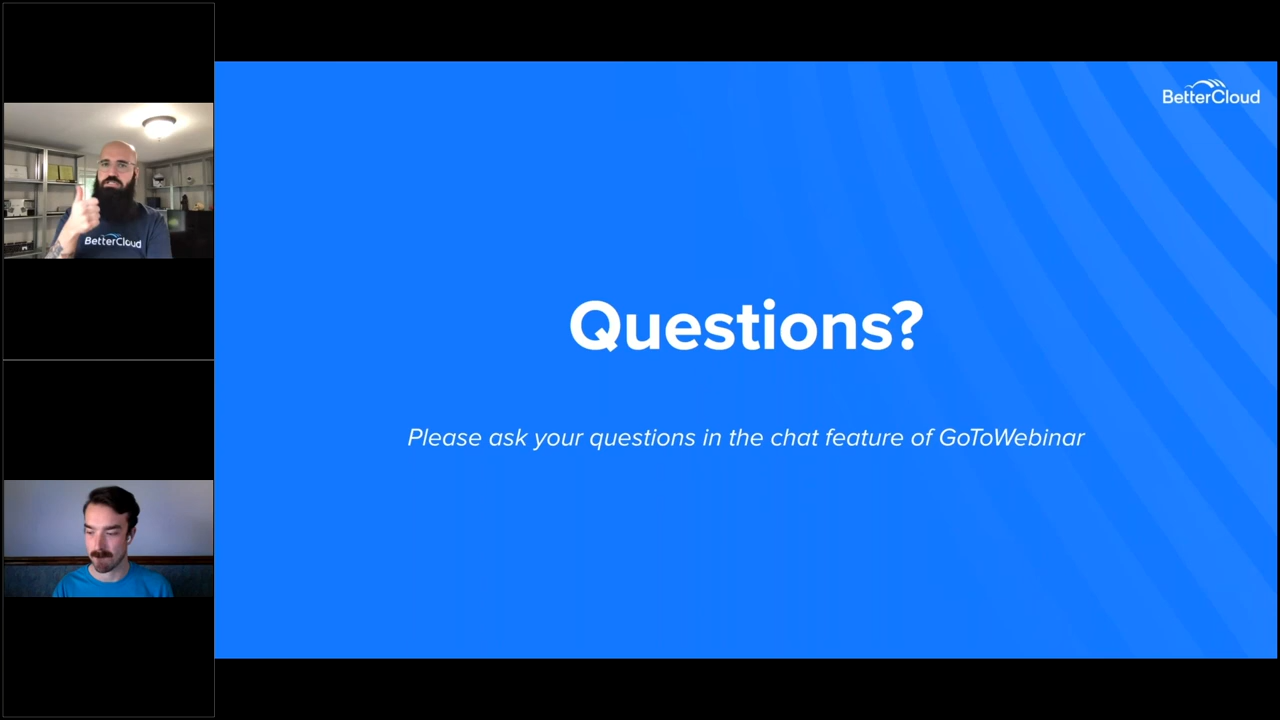 BetterCloud
BetterCloud
Questions?
Please ask your questions in the chat feature of GoToWebinar